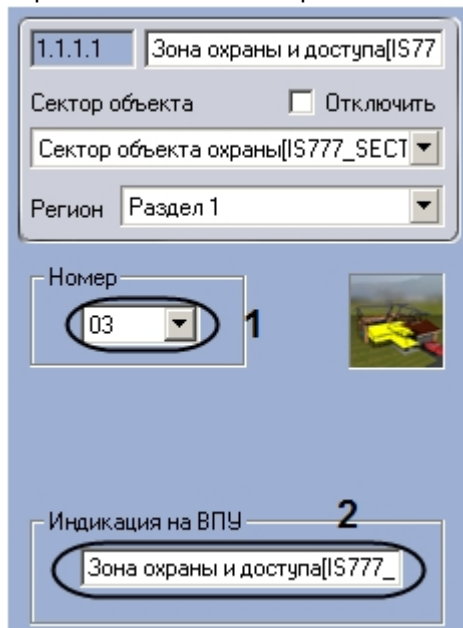 1.1.1.1 Зона охраны и доступа[IS77
Сектор объекта Отключить
Сектор объекта охраны[IS777_SECT
Регион Раздел 1
Номер
03 1
Индикация на ВПУ 2
Зона охраны и доступа[IS777_